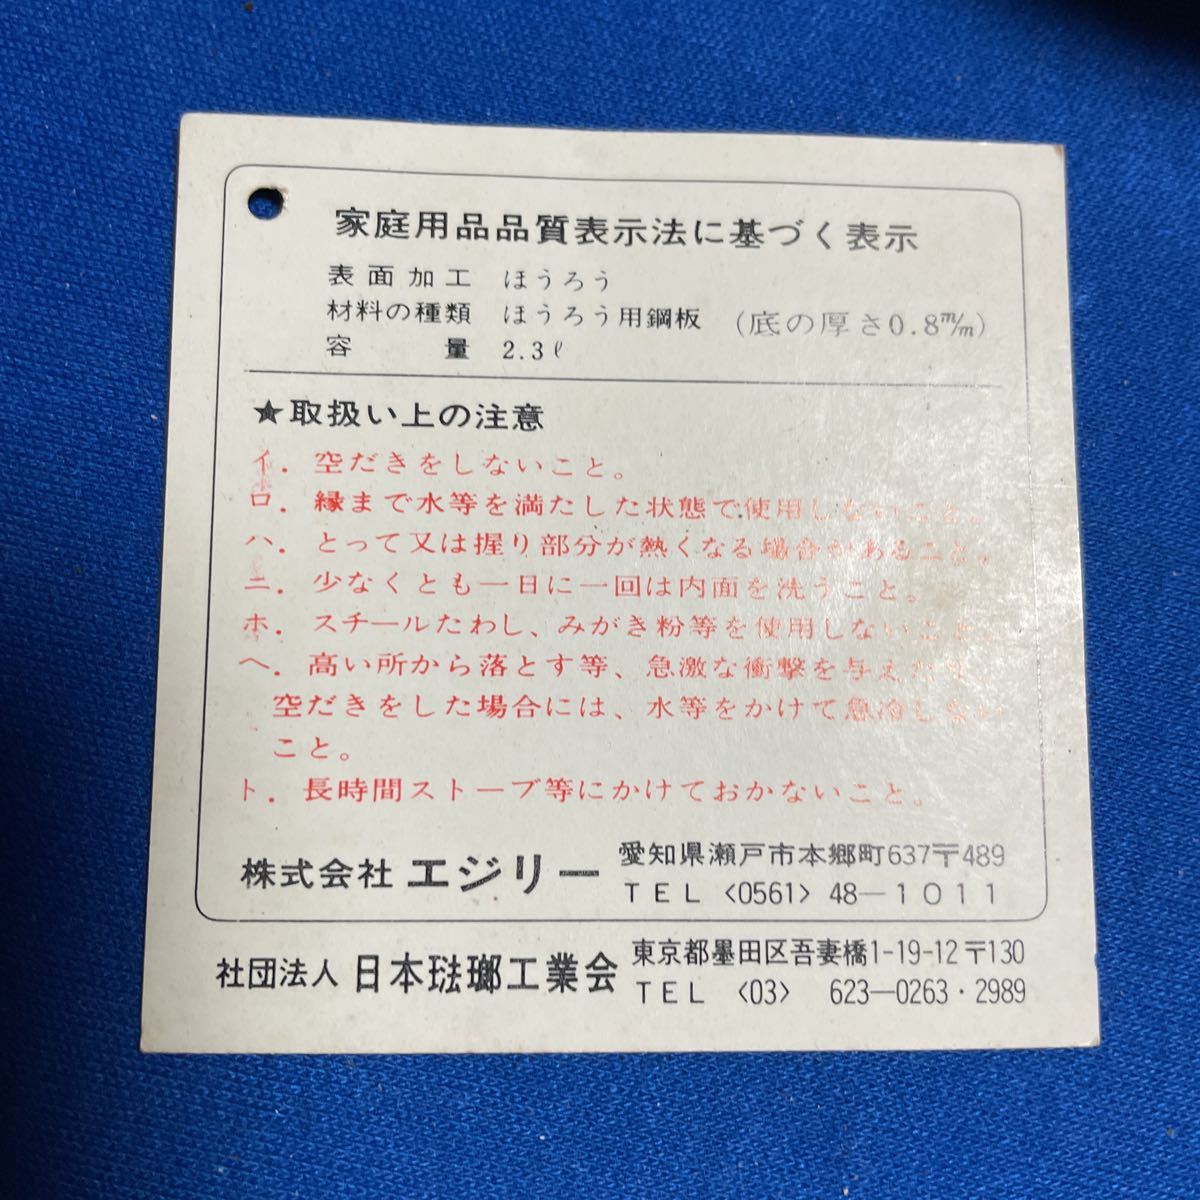 家庭用品品質表示法に基づく表示
表面加工 ほうろう
材料の種類 ほうろう用鋼板 (底の厚さ0.8m/m)
容量 2.3ℓ
★取扱い上の注意
イ. 空だきをしないこと。
ロ. 縁まで水等を満たした状態で使用しないこと。
ハ. とって又は握り部分が熱くなる場合があること。
ニ. 少なくとも一日に一回は内面を洗うこと。
ホ. スチールたわし、みがき粉等を使用しないこと。
ヘ. 高い所から落とす等、急激な衝撃を与えたり、
空だきをした場合には、水等をかけて急冷しない
こと。
ト. 長時間ストーブ等にかけておかないこと。
株式会社 エジリー 愛知県瀬戸市本郷町637〒489
TEL <0561> 48-1011
社団法人 日本琺瑯工業会 東京都墨田区吾妻橋1-19-12〒130
TEL <03> 623-0263・2989